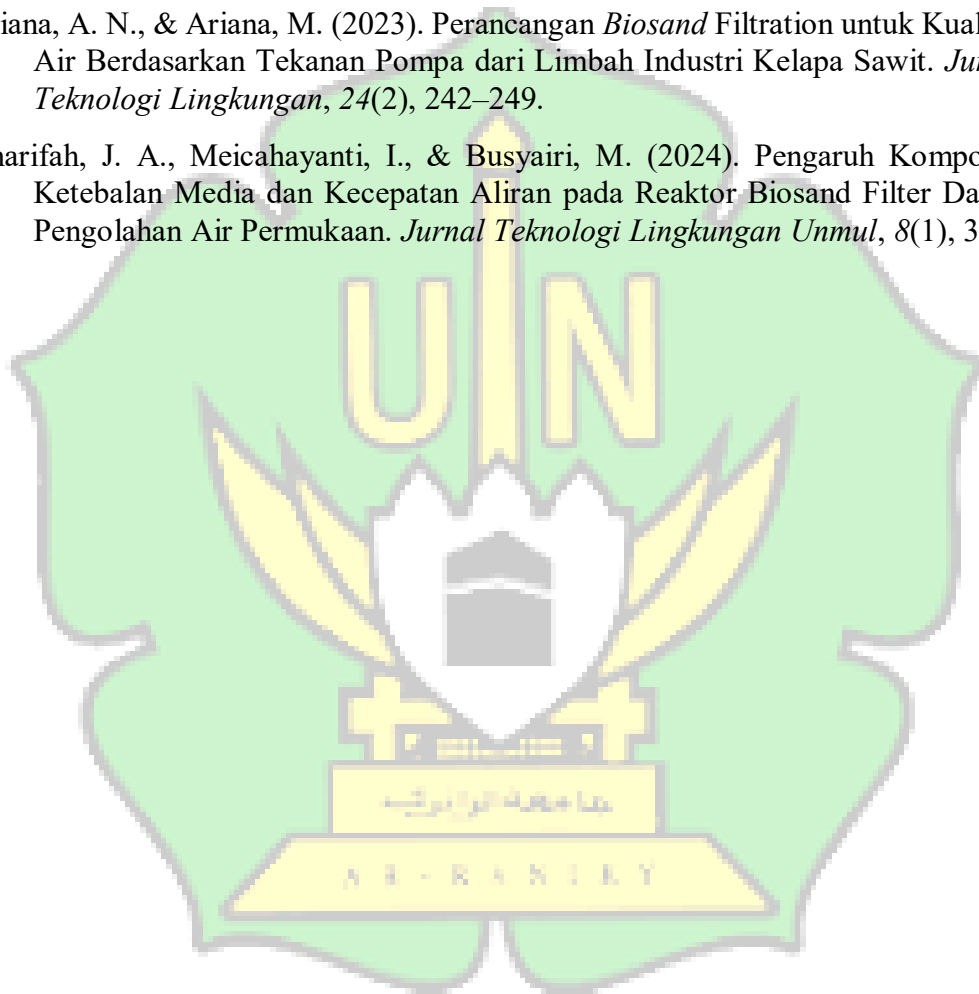 iana, A. N., & Ariana, M. (2023). Perancangan Biosand Filtration untuk Kual
Air Berdasarkan Tekanan Pompa dari Limbah Industri Kelapa Sawit. Jur
Teknologi Lingkungan, 24(2), 242–249.
arifah, J. A., Meicahayanti, I., & Busyairi, M. (2024). Pengaruh Kompo
Ketebalan Media dan Kecepatan Aliran pada Reaktor Biosand Filter Da
Pengolahan Air Permukaan. Jurnal Teknologi Lingkungan Unmul, 8(1), 3
UIN
جامعة الرانيري
AR-RANIRY